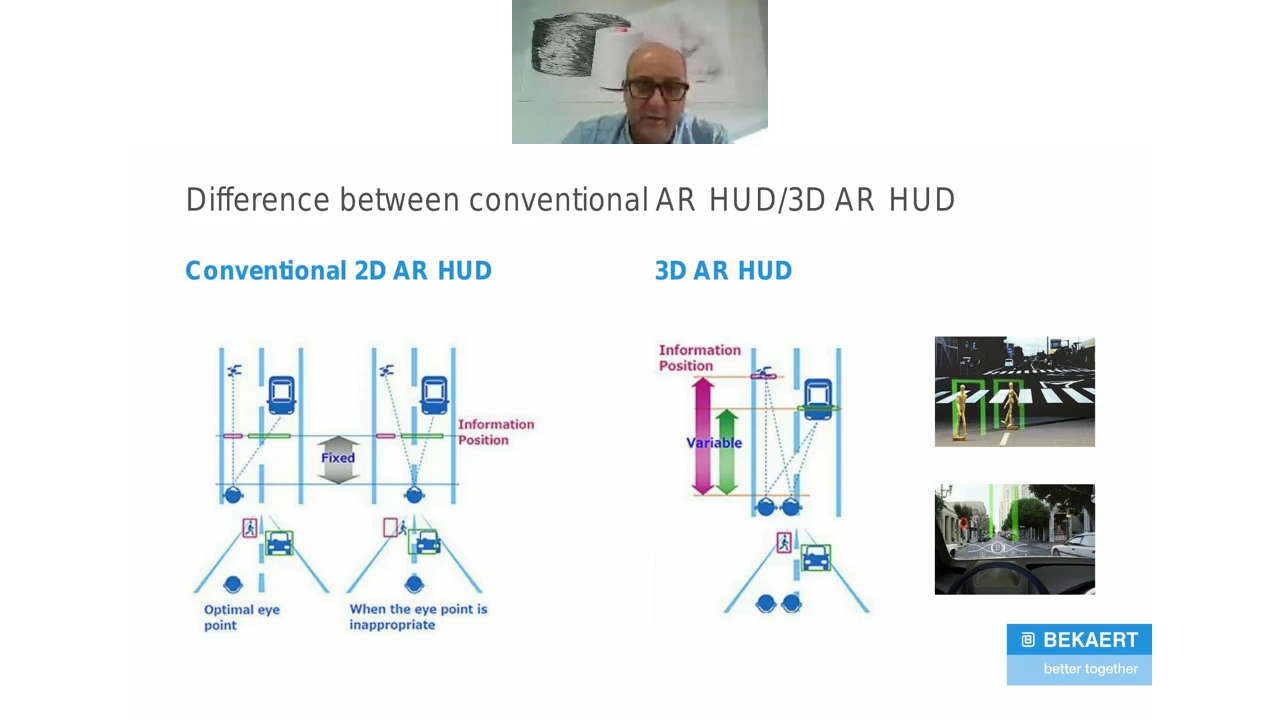 Difference between conventional AR HUD/3D AR HUD
Conventional 2D AR HUD
Information
Position
Fixed
Optimal eye
point
When the eye point is
inappropriate
3D AR HUD
Information
Position
Variable
BEKAERT
better together